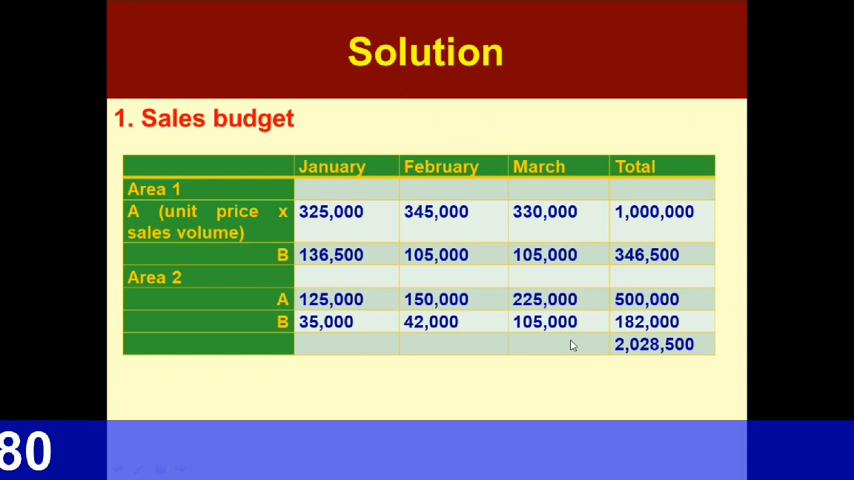 Solution
1. Sales budget
January February March Total
Area 1
A (unit price x
sales volume) 325,000 345,000 330,000 1,000,000
B 136,500 105,000 105,000 346,500
Area 2
A 125,000 150,000 225,000 500,000
B 35,000 42,000 105,000 182,000
2,028,500
80